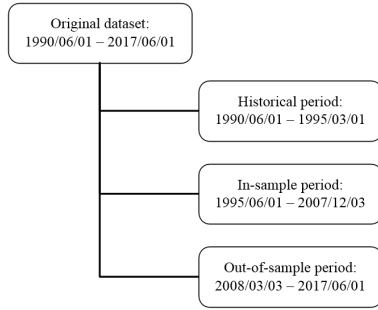 Original dataset:
1990/06/01 – 2017/06/01
Historical period:
1990/06/01 – 1995/03/01
In-sample period:
1995/06/01 – 2007/12/03
Out-of-sample period:
2008/03/03 – 2017/06/01